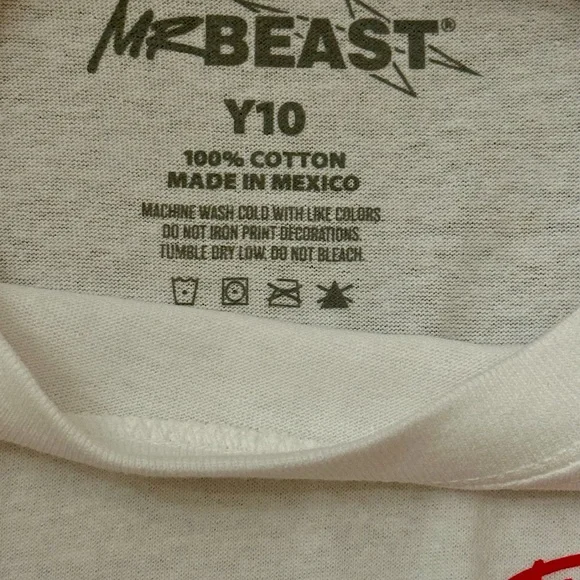 MRBEAST®
Y10
100% COTTON
MADE IN MEXICO
MACHINE WASH COLD WITH LIKE COLORS.
DO NOT IRON PRINT DECORATIONS.
TUMBLE DRY LOW. DO NOT BLEACH.